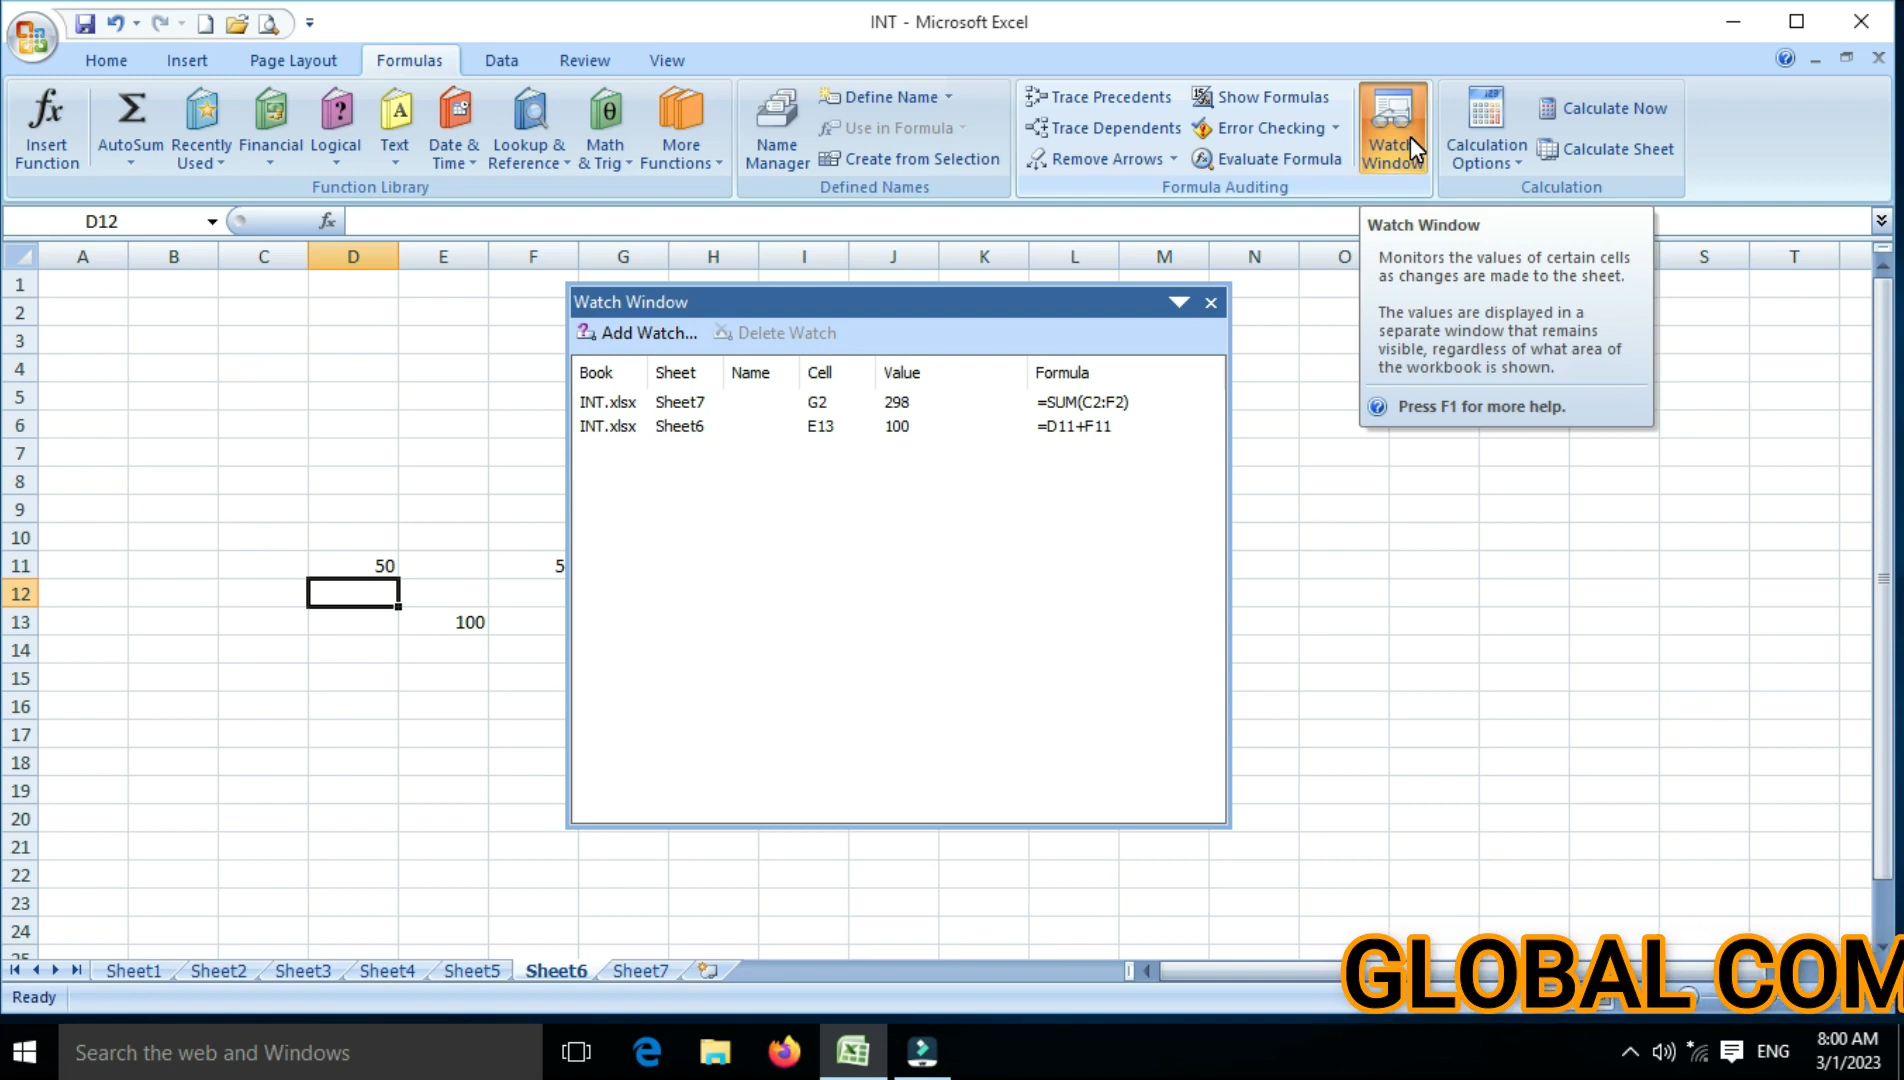 INT - Microsoft Excel
Home Insert Page Layout Formulas Data Review View
fx Insert Function
Σ AutoSum
Recently Used
Financial
Logical
Text
Date & Time
Lookup & Reference
Math & Trig
More Functions
Function Library
Name Manager
Define Name
Use in Formula
Create from Selection
Defined Names
Trace Precedents
Trace Dependents
Remove Arrows
Show Formulas
Error Checking
Evaluate Formula
Formula Auditing
Watch Window
Calculation Options
Calculate Now
Calculate Sheet
Calculation
D12 fx
A B C D E F G H I J K L M N O S T
Watch Window
Monitors the values of certain cells
as changes are made to the sheet.
The values are displayed in a
separate window that remains
visible, regardless of what area of
the workbook is shown.
Press F1 for more help.
Watch Window
Add Watch... Delete Watch
Book Sheet Name Cell Value Formula
INT.xlsx Sheet7 G2 298 =SUM(C2:F2)
INT.xlsx Sheet6 E13 100 =D11+F11
1
2
3
4
5
6
7
8
9
10
11 50 5
12
13 100
14
15
16
17
18
19
20
21
22
23
24
Sheet1 Sheet2 Sheet3 Sheet4 Sheet5 Sheet6 Sheet7
Ready
GLOBAL COM
Search the web and Windows
ENG
8:00 AM
3/1/2023